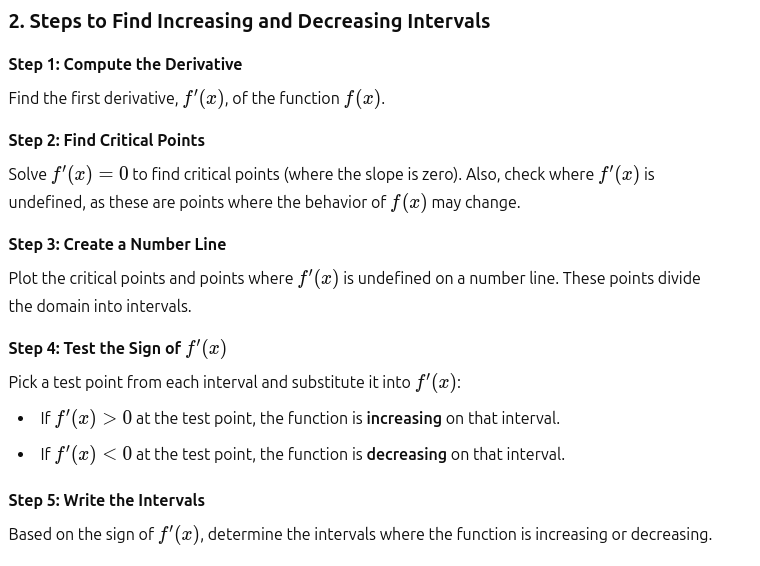 2. Steps to Find Increasing and Decreasing Intervals
Step 1: Compute the Derivative
Find the first derivative, f′(x), of the function f(x).
Step 2: Find Critical Points
Solve f′(x) = 0 to find critical points (where the slope is zero). Also, check where f′(x) is
undefined, as these are points where the behavior of f(x) may change.
Step 3: Create a Number Line
Plot the critical points and points where f′(x) is undefined on a number line. These points divide
the domain into intervals.
Step 4: Test the Sign of f′(x)
Pick a test point from each interval and substitute it into f′(x):
• If f′(x) > 0 at the test point, the function is increasing on that interval.
• If f′(x) < 0 at the test point, the function is decreasing on that interval.
Step 5: Write the Intervals
Based on the sign of f′(x), determine the intervals where the function is increasing or decreasing.